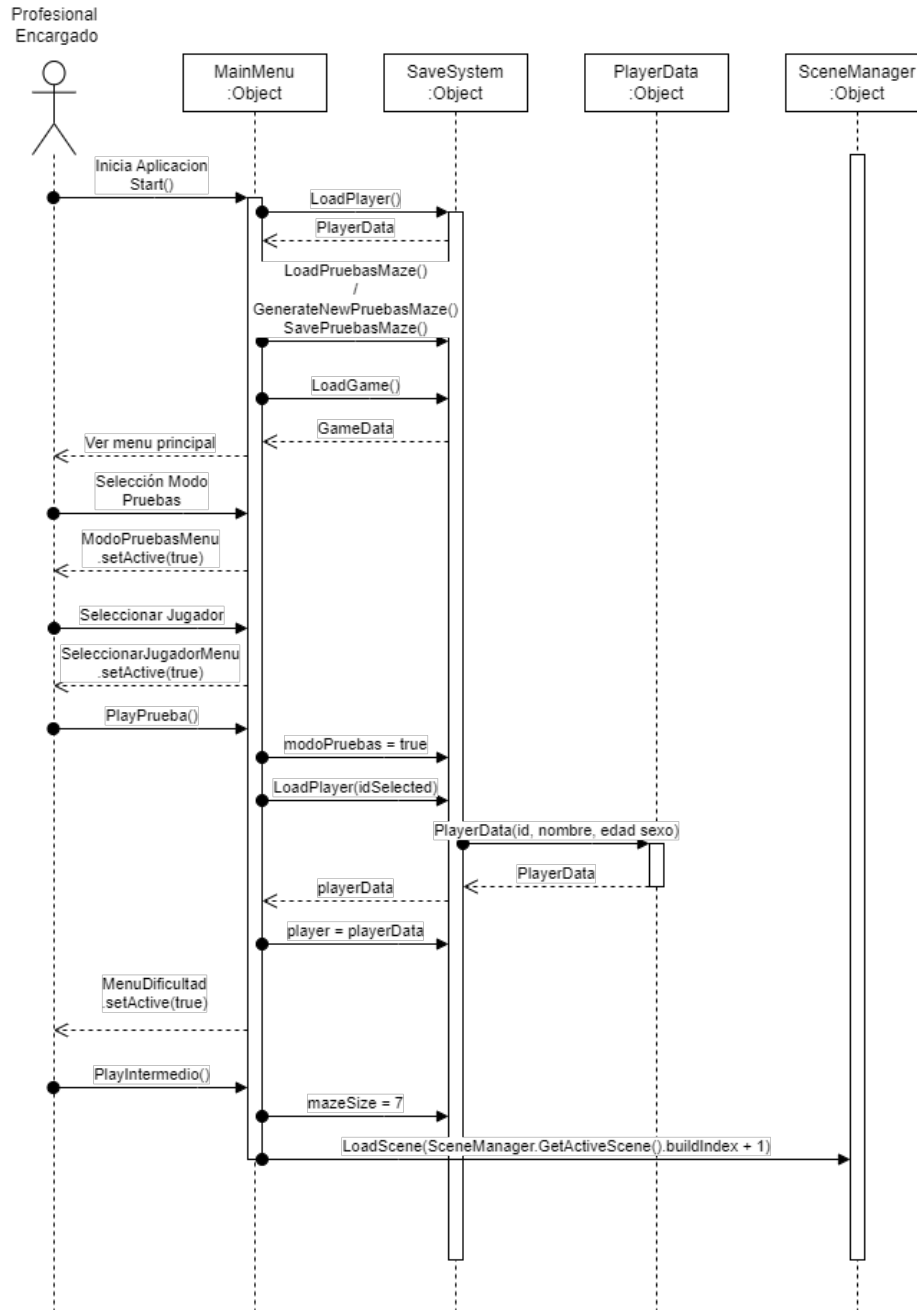 Profesional
Encargado
MainMenu
:Object
SaveSystem
:Object
PlayerData
:Object
SceneManager
:Object
Inicia Aplicacion
Start()
LoadPlayer()
PlayerData
LoadPruebasMaze()
/
GenerateNewPruebasMaze()
SavePruebasMaze()
LoadGame()
GameData
Ver menu principal
Selección Modo
Pruebas
ModoPruebasMenu
.setActive(true)
Seleccionar Jugador
SeleccionarJugadorMenu
.setActive(true)
PlayPrueba()
modoPruebas = true
LoadPlayer(idSelected)
PlayerData(id, nombre, edad sexo)
PlayerData
playerData
player = playerData
MenuDificultad
.setActive(true)
PlayIntermedio()
mazeSize = 7
LoadScene(SceneManager.GetActiveScene().buildIndex + 1)